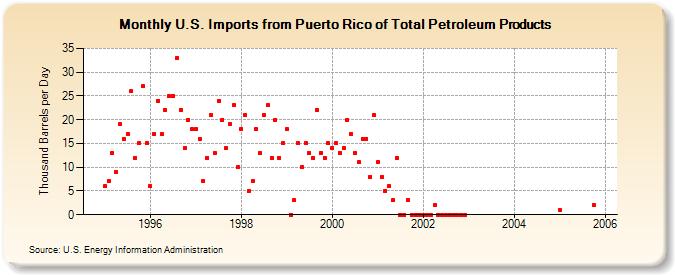 Monthly U.S. Imports from Puerto Rico of Total Petroleum Products
Thousand Barrels per Day
35
30
25
20
15
10
5
0
1996 1998 2000 2002 2004 2006
Source: U.S. Energy Information Administration